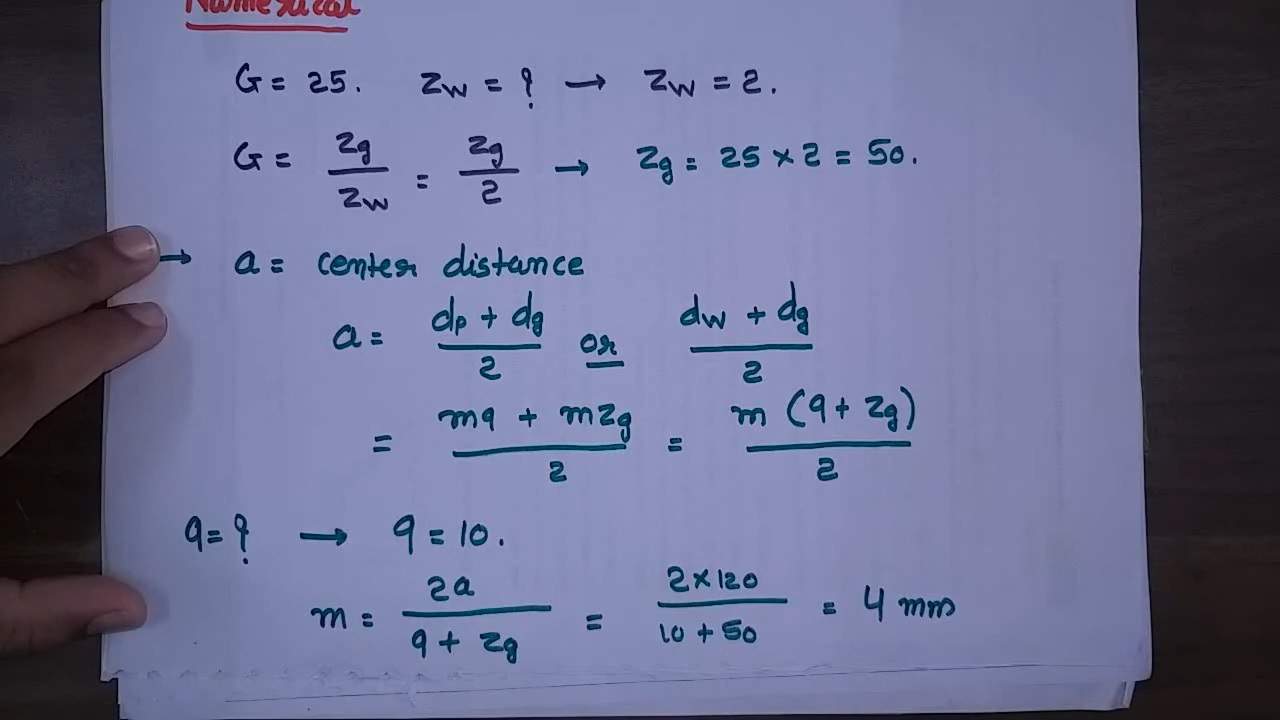 Numerical
G = 25. Zw = ? → Zw = 2.
G = Zg / Zw = Zg / 2 → Zg = 25 × 2 = 50.
→ a = center distance
a = dp + dg / 2 or dw + dg / 2
= mq + mZg / 2 = m (q + Zg) / 2
q = ? → q = 10.
m = 2a / q + Zg = 2×120 / 10 + 50 = 4 mm